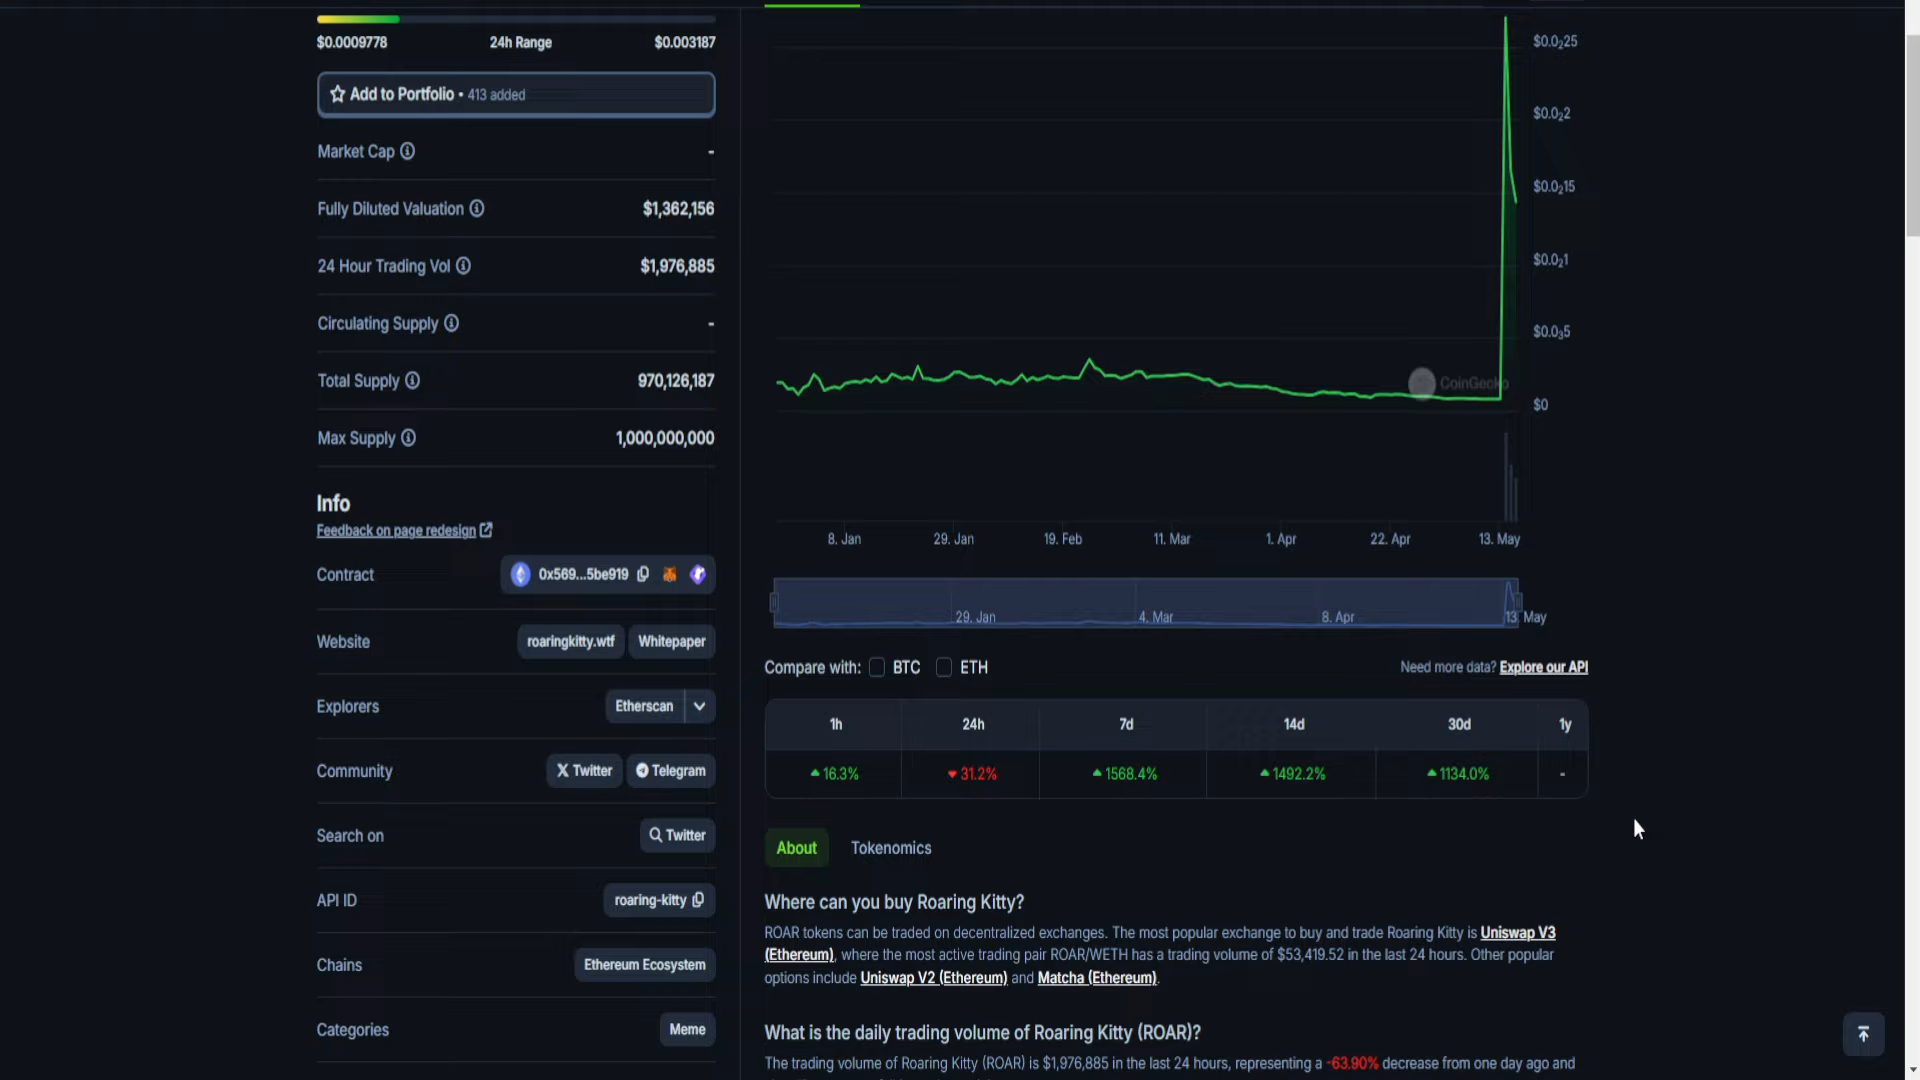 $0.0009778 24h Range $0.003187
Add to Portfolio • 413 added
Market Cap -
Fully Diluted Valuation $1,362,156
24 Hour Trading Vol $1,976,885
Circulating Supply -
Total Supply 970,126,187
Max Supply 1,000,000,000
Info
Feedback on page redesign
Contract 0x569...5be919
Website roaringkitty.wtf Whitepaper
Explorers Etherscan
Community X Twitter Telegram
Search on Twitter
API ID roaring-kitty
Chains Ethereum Ecosystem
Categories Meme
$0.0₂25
$0.0₂2
$0.0₂15
$0.0₂1
$0.0₃5
CoinGecko
$0
8. Jan 29. Jan 19. Feb 11. Mar 1. Apr 22. Apr 13. May
29. Jan 4. Mar 8. Apr 13. May
Compare with: BTC ETH
Need more data? Explore our API
1h 24h 7d 14d 30d 1y
16.3% 31.2% 1568.4% 1492.2% 1134.0% -
About Tokenomics
Where can you buy Roaring Kitty?
ROAR tokens can be traded on decentralized exchanges. The most popular exchange to buy and trade Roaring Kitty is Uniswap V3
(Ethereum), where the most active trading pair ROAR/WETH has a trading volume of $53,419.52 in the last 24 hours. Other popular
options include Uniswap V2 (Ethereum) and Matcha (Ethereum).
What is the daily trading volume of Roaring Kitty (ROAR)?
The trading volume of Roaring Kitty (ROAR) is $1,976,885 in the last 24 hours, representing a -63.90% decrease from one day ago and